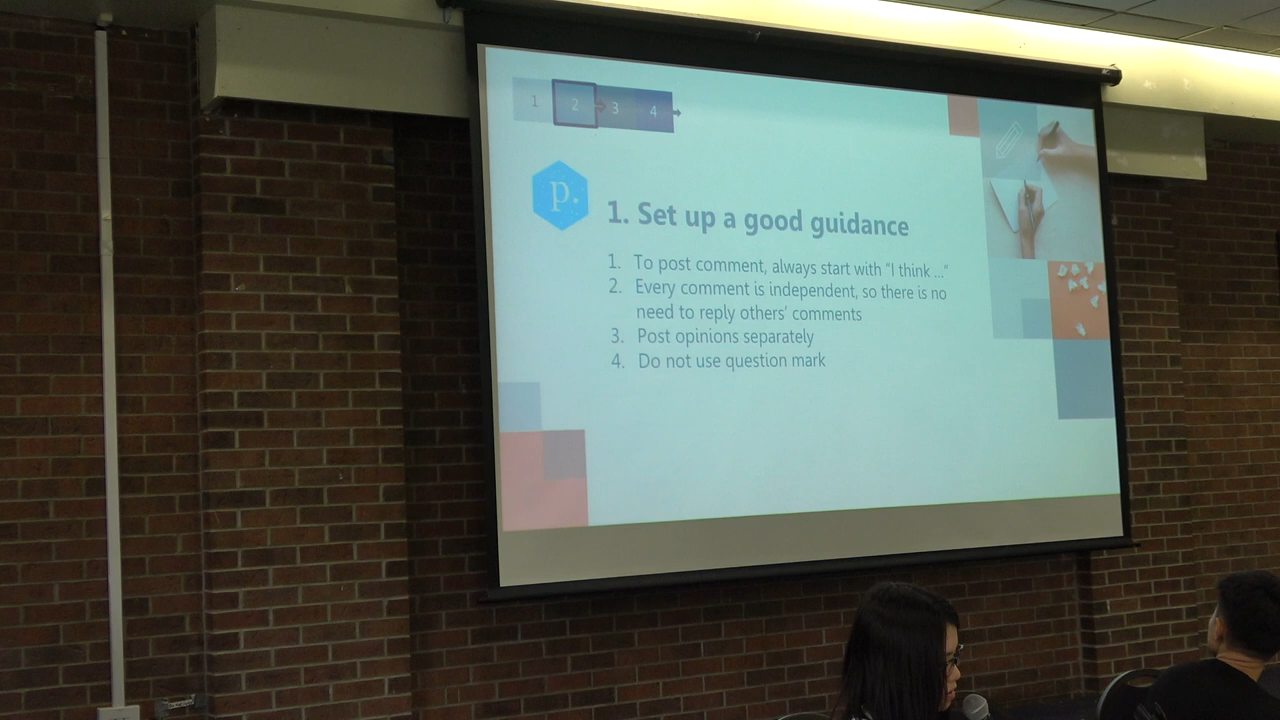 1 2 3 4
p.
1. Set up a good guidance
1. To post comment, always start with "I think ..."
2. Every comment is independent, so there is no
need to reply others' comments
3. Post opinions separately
4. Do not use question mark